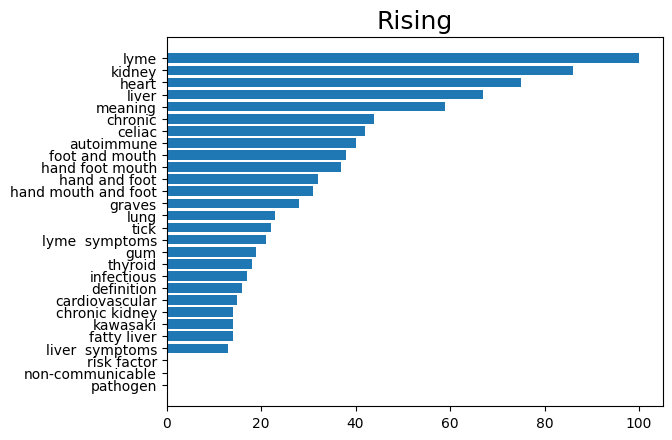 Rising
lyme
kidney
heart
liver
meaning
chronic
celiac
autoimmune
foot and mouth
hand foot mouth
hand and foot
hand mouth and foot
graves
lung
tick
lyme  symptoms
gum
thyroid
infectious
definition
cardiovascular
chronic kidney
kawasaki
fatty liver
liver  symptoms
risk factor
non-communicable
pathogen
0 20 40 60 80 100